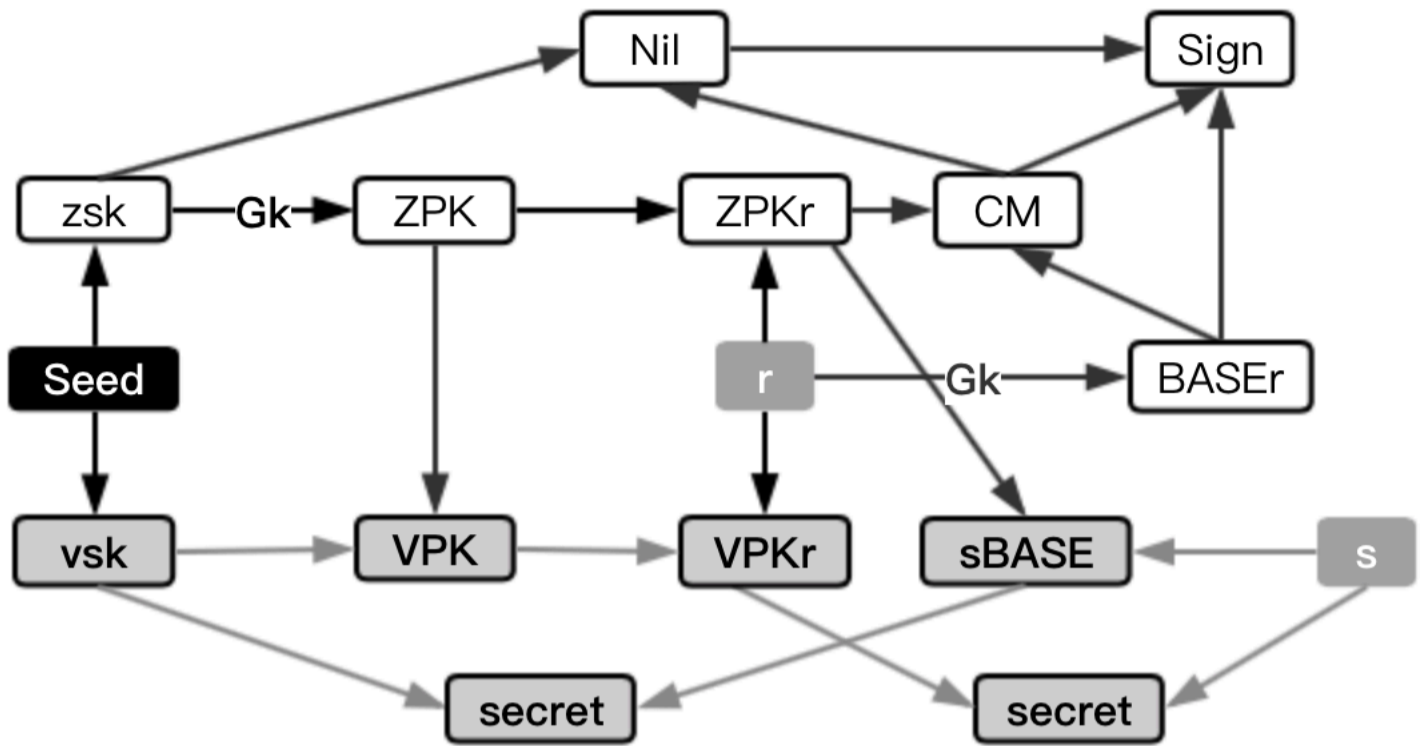 Nil
Sign
zsk
Gk
ZPK
ZPKr
CM
Seed
r
Gk
BASEr
vsk
VPK
VPKr
sBASE
s
secret
secret